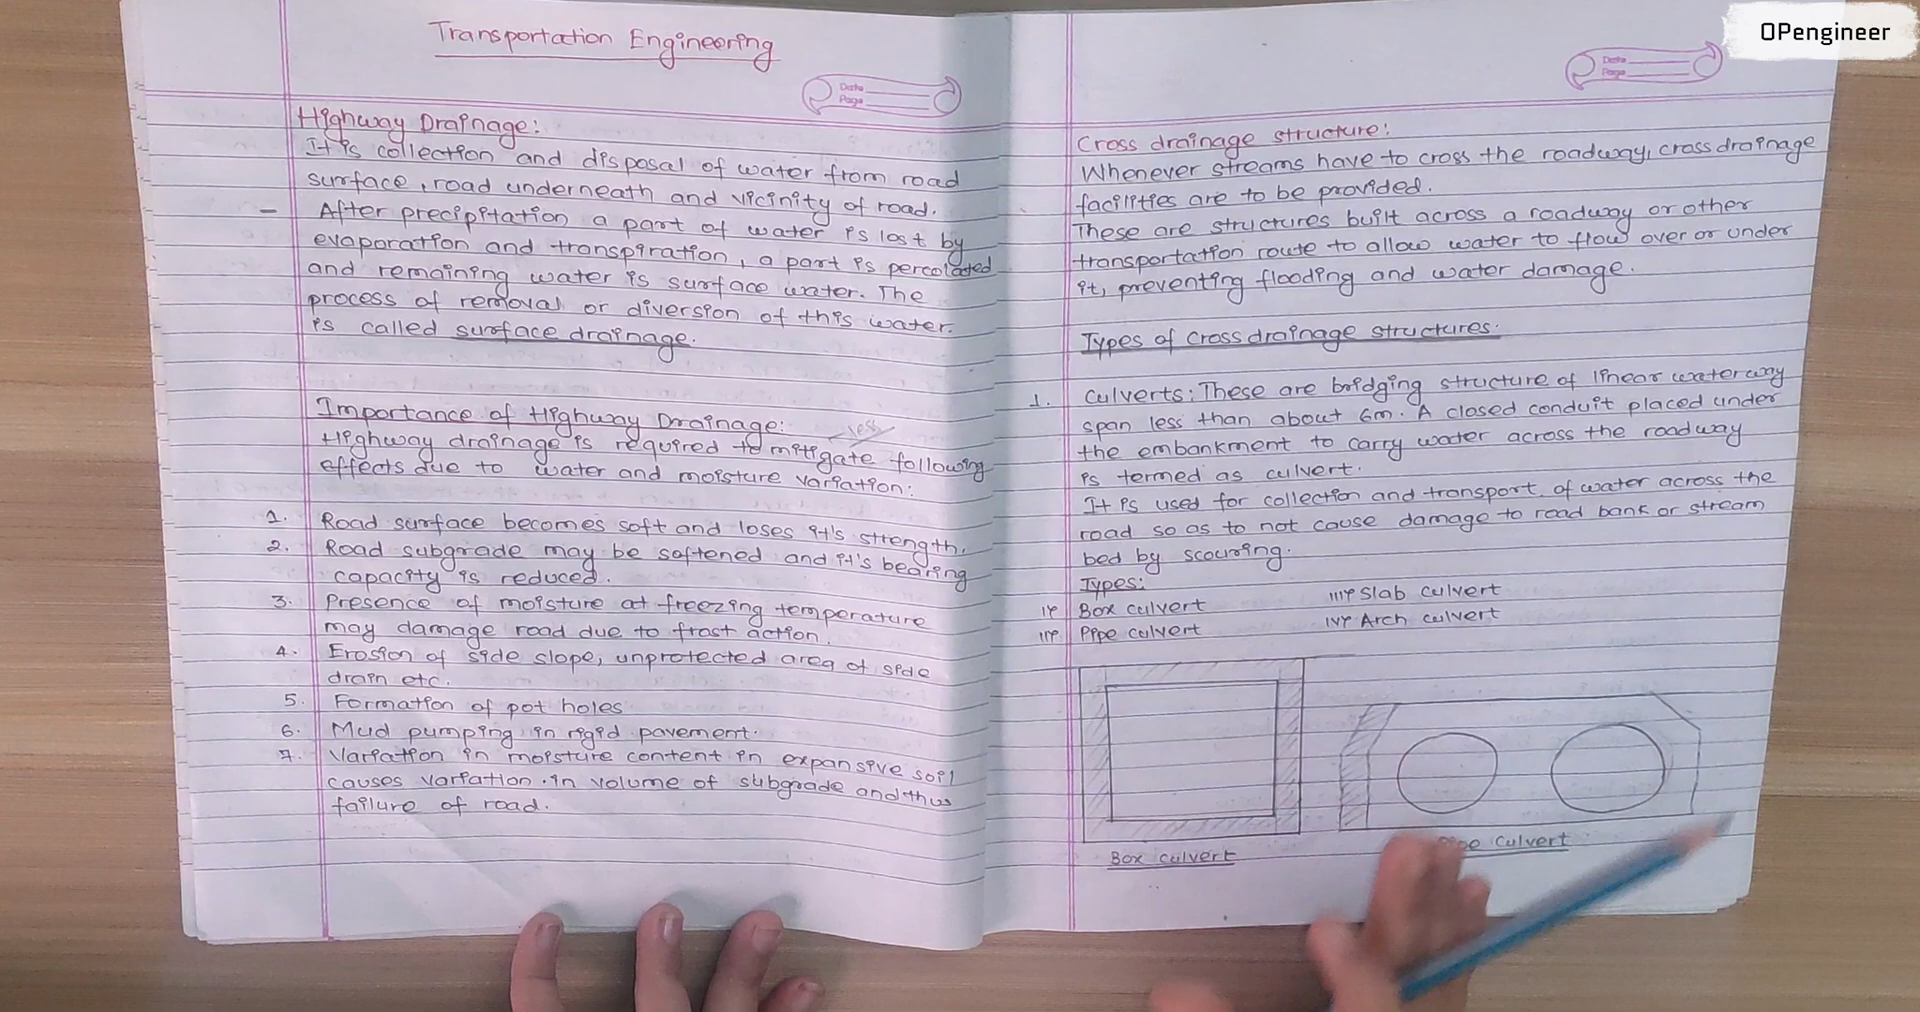 OPengineer
Transportation Engineering
Date
Page
Highway Drainage:
It is collection and disposal of water from road
surface, road underneath and vicinity of road.
- After precipitation a part of water is lost by
evaporation and transpiration, a part is percolated
and remaining water is surface water. The
process of removal or diversion of this water.
is called surface drainage.
Importance of Highway Drainage:
Highway drainage is required to mitigate following
effects due to water and moisture variation:
1. Road surface becomes soft and loses it's strength.
2. Road subgrade may be softened and it's bearing
capacity is reduced.
3. Presence of moisture at freezing temperature
may damage road due to frost action.
4. Erosion of side slope, unprotected area of side
drain etc.
5. Formation of pot holes
6. Mud pumping in rigid pavement.
7. Variation in moisture content in expansive soil
causes variation in volume of subgrade and thus
failure of road.
Date
Page
Cross drainage structure:
Whenever streams have to cross the roadway, cross drainage
facilities are to be provided.
These are structures built across a roadway or other
transportation route to allow water to flow over or under
it, preventing flooding and water damage.
Types of cross drainage structures.
1. Culverts: These are bridging structure of linear waterway
span less than about 6m. A closed conduit placed under
the embankment to carry water across the roadway
is termed as culvert.
It is used for collection and transport of water across the
road so as to not cause damage to road bank or stream
bed by scouring.
Types:
i) Box culvert iii) Slab culvert
ii) Pipe culvert iv) Arch culvert
Box culvert
culvert